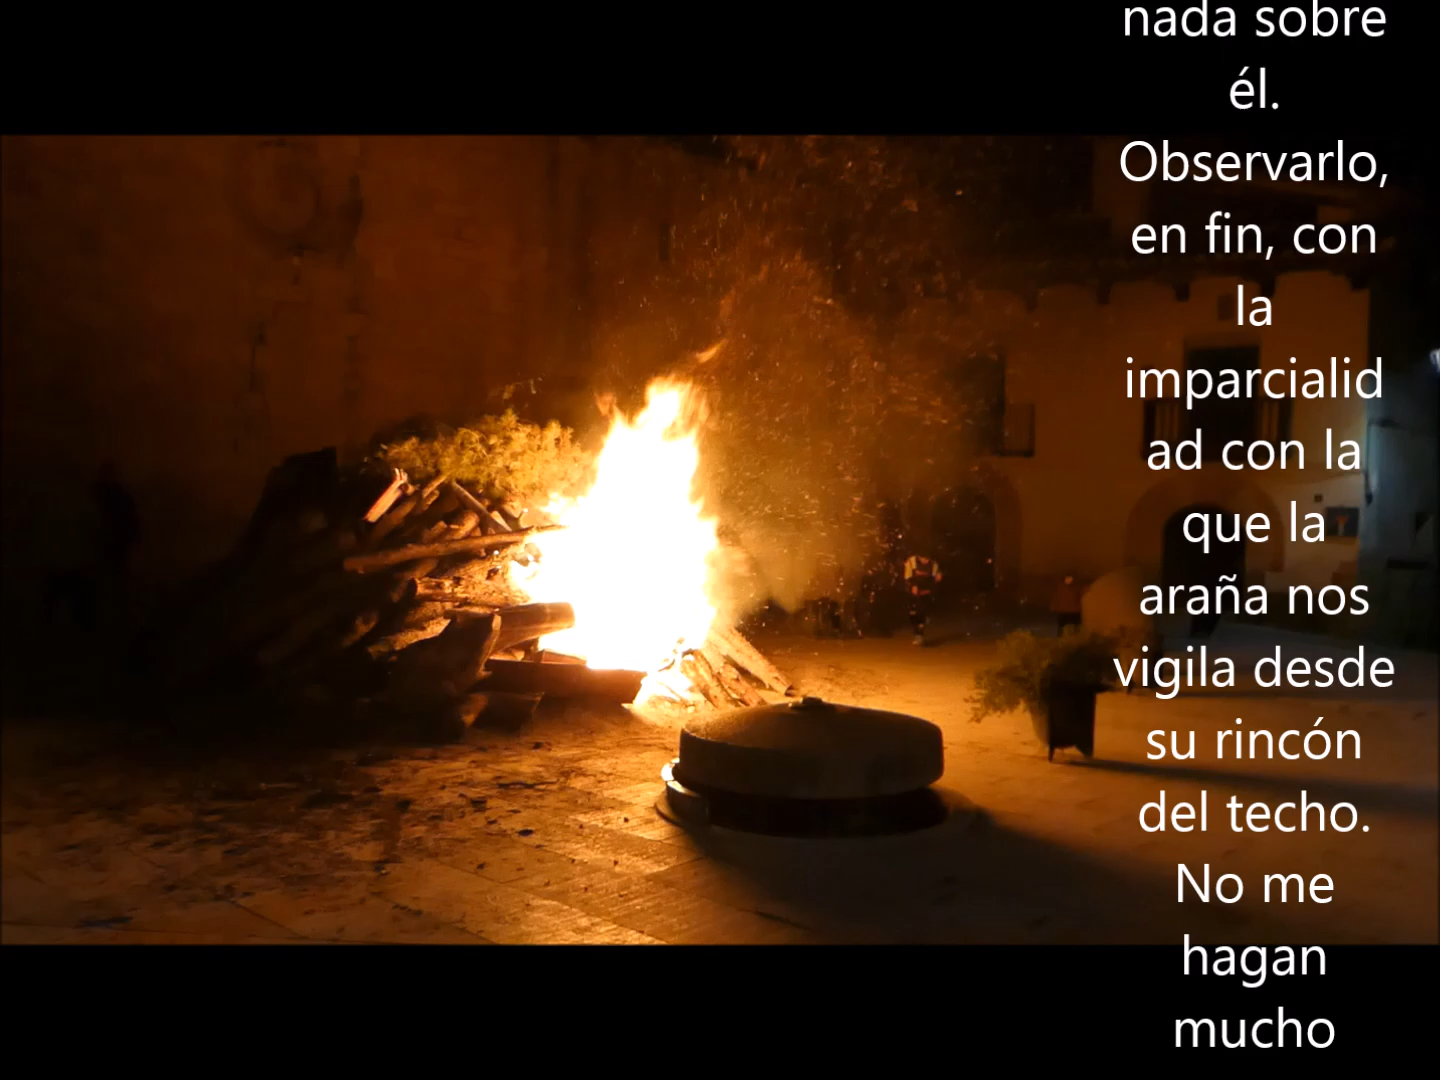 nada sobre
él.
Observarlo,
en fin, con
la
imparcialid
ad con la
que la
araña nos
vigila desde
su rincón
del techo.
No me
hagan
mucho